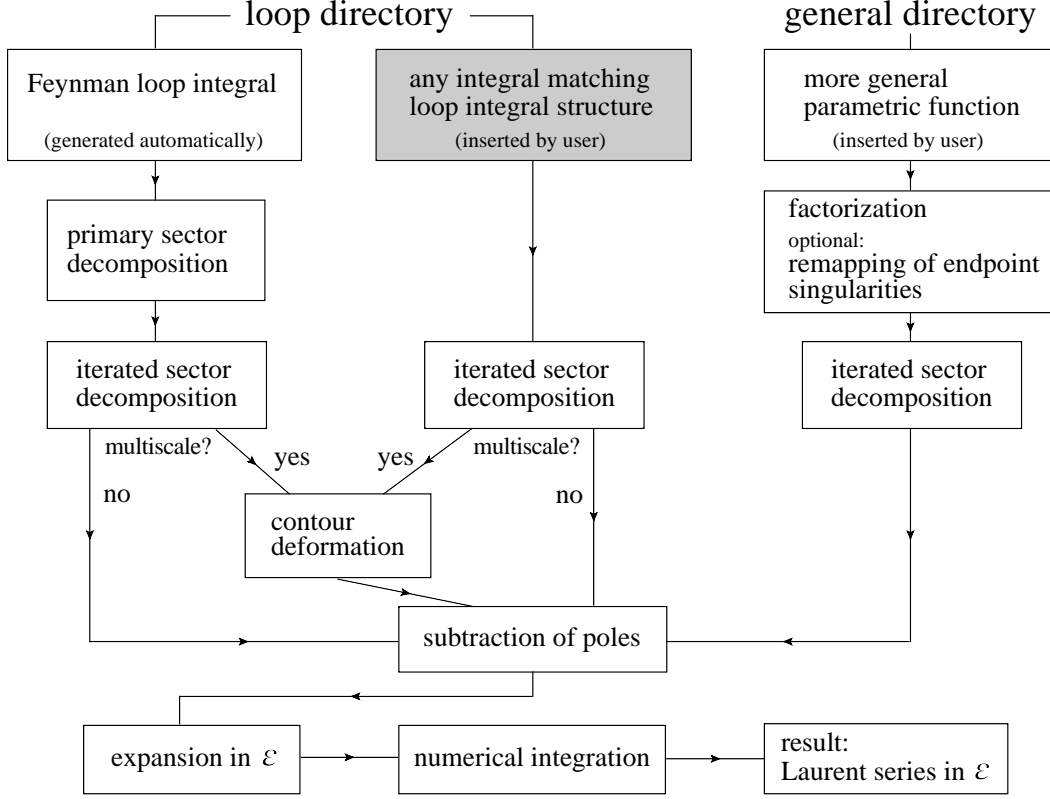 loop directory
general directory
Feynman loop integral
(generated automatically)
any integral matching
loop integral structure
(inserted by user)
more general
parametric function
(inserted by user)
primary sector
decomposition
factorization
optional:
remapping of endpoint
singularities
iterated sector
decomposition
iterated sector
decomposition
iterated sector
decomposition
multiscale?
yes
no
yes
multiscale?
no
contour
deformation
subtraction of poles
expansion in ε
numerical integration
result:
Laurent series in ε